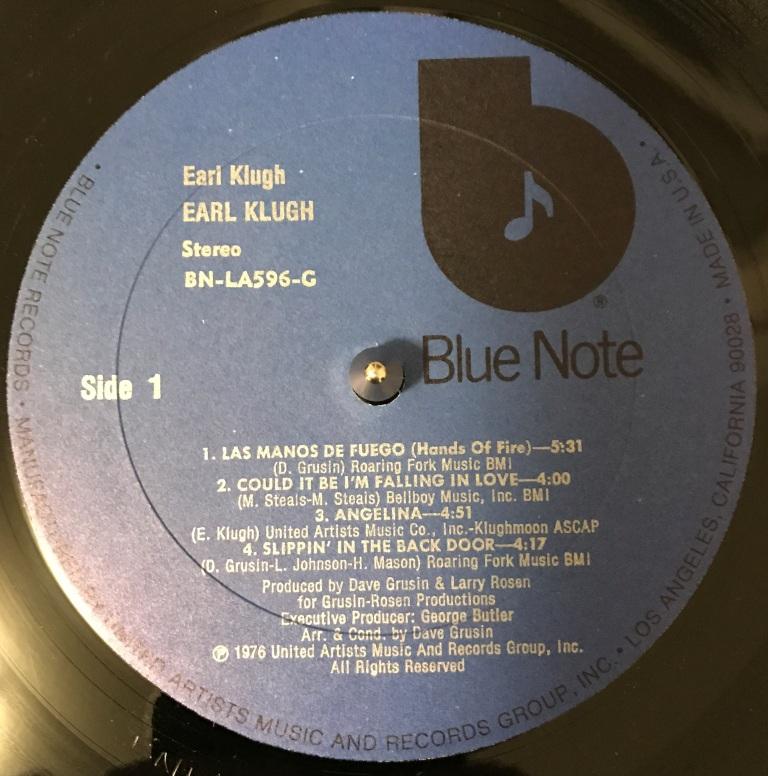 Earl Klugh
EARL KLUGH
Stereo
BN-LA596-G
®
Blue Note
Side 1
1. LAS MANOS DE FUEGO (Hands Of Fire)—5:31
(D. Grusin) Roaring Fork Music BMI
2. COULD IT BE I'M FALLING IN LOVE—4:00
(M. Steals-M. Steals) Bellboy Music, Inc. BMI
3. ANGELINA—4:51
(E. Klugh) United Artists Music Co., Inc.-Klughmoon ASCAP
4. SLIPPIN' IN THE BACK DOOR—4:17
(D. Grusin-L. Johnson-H. Mason) Roaring Fork Music BMI
Produced by Dave Grusin & Larry Rosen
for Grusin-Rosen Productions
Executive Producer: George Butler
Arr. & Cond. by Dave Grusin
℗ 1976 United Artists Music And Records Group, Inc.
All Rights Reserved
• BLUE NOTE RECORDS • MANUFACTURED BY UNITED ARTISTS MUSIC AND RECORDS GROUP, INC. • LOS ANGELES, CALIFORNIA 90028 • MADE IN U.S.A. •